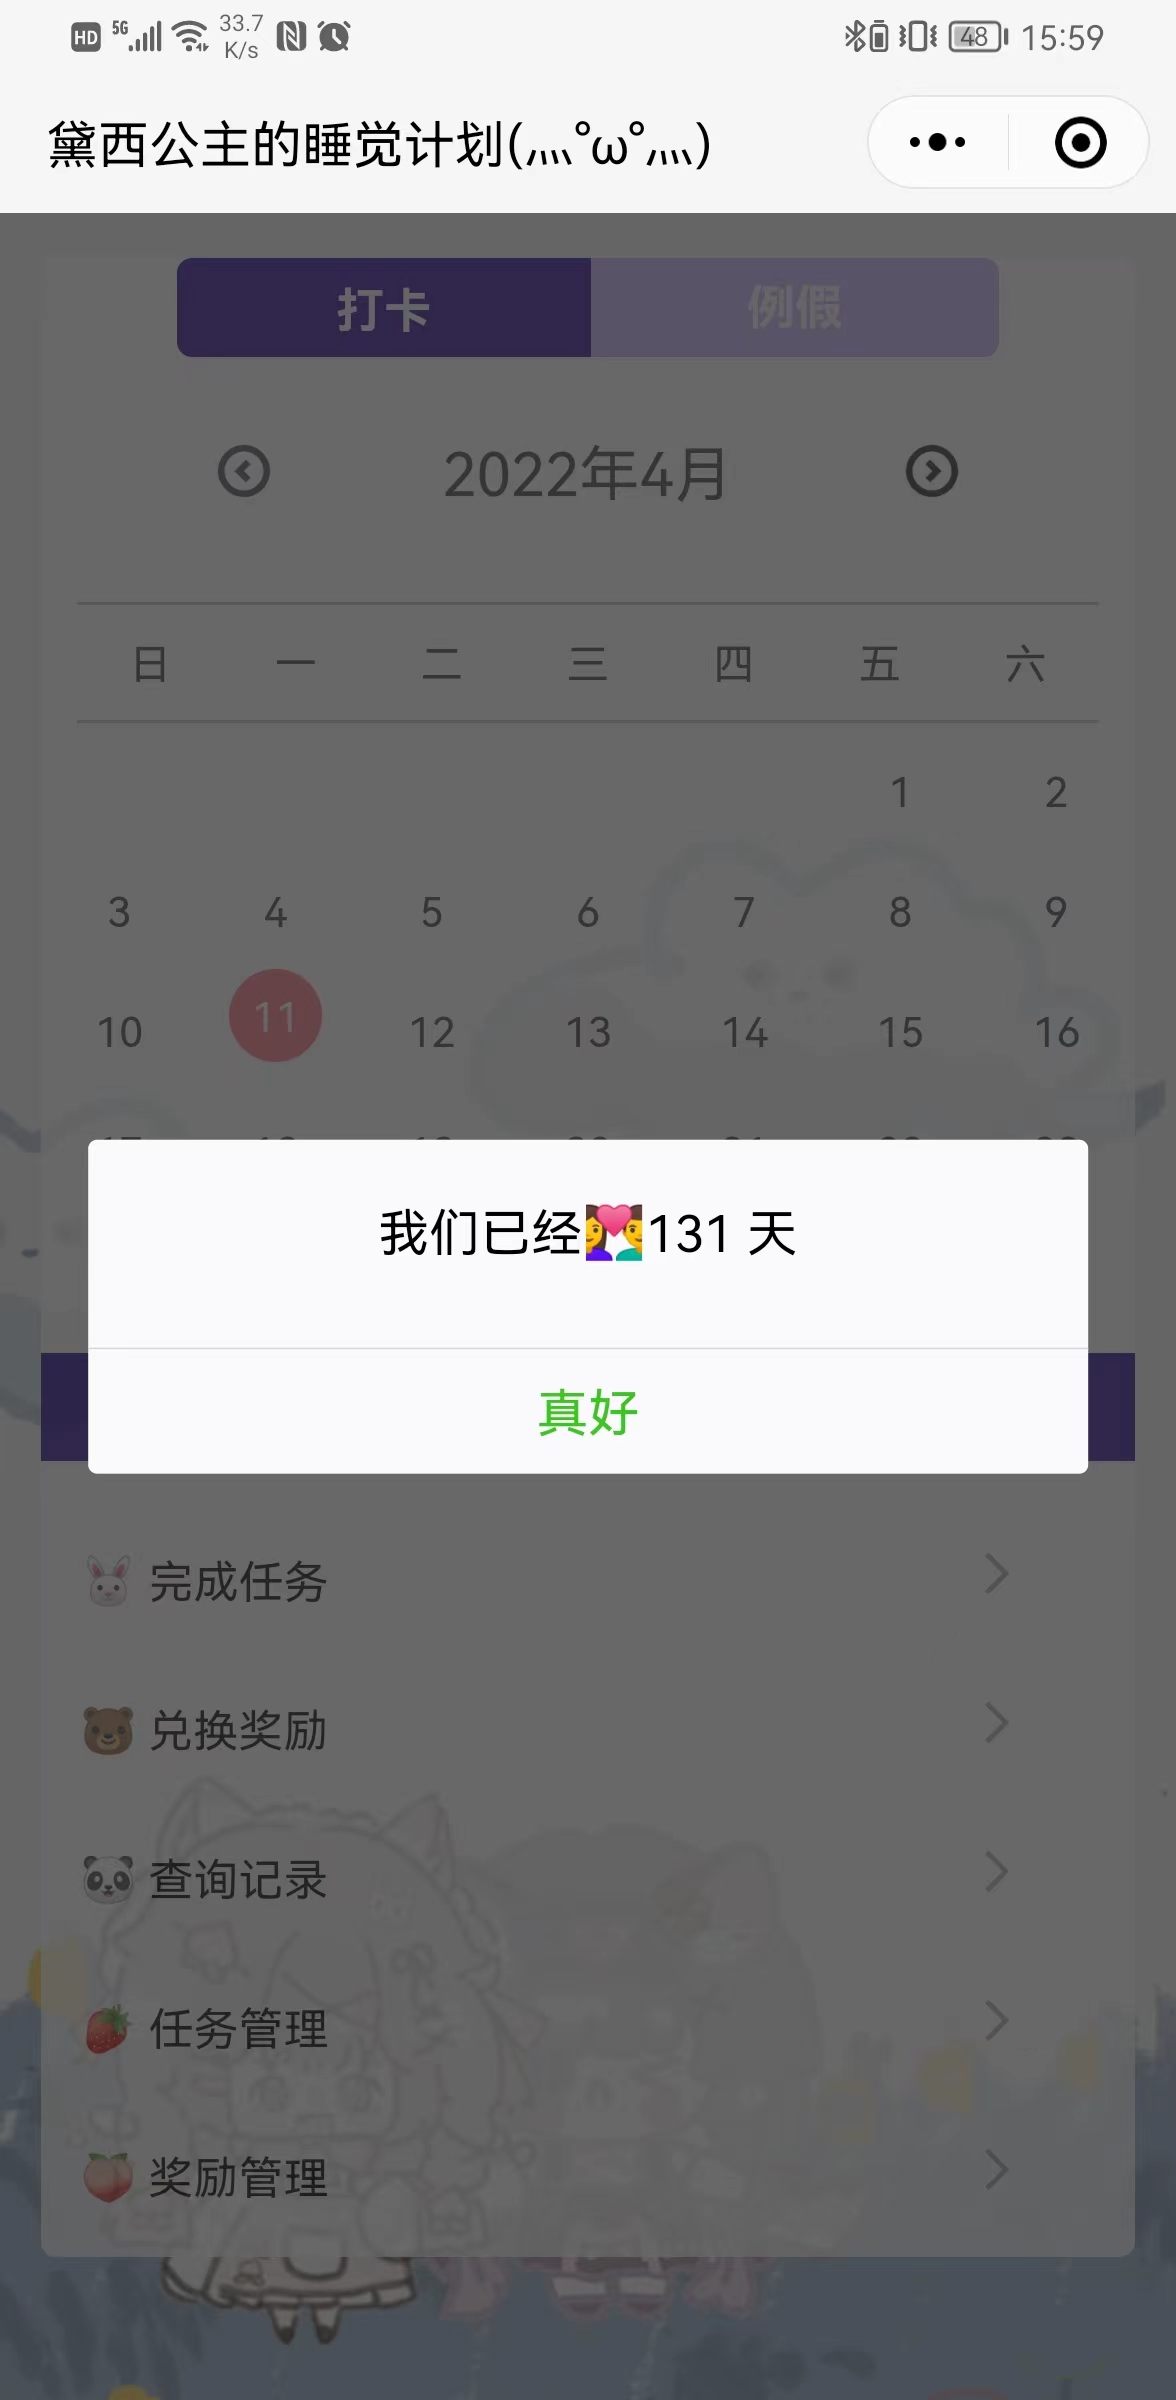 HD 5G 33.7 K/s 48 15:59
黛西公主的睡觉计划(灬°ω°灬)
打卡 例假
2022年4月
日 一 二 三 四 五 六
1 2
3 4 5 6 7 8 9
10 11 12 13 14 15 16
我们已经💑131 天
真好
🐰 完成任务
🐻 兑换奖励
🐼 查询记录
🍓 任务管理
🍑 奖励管理